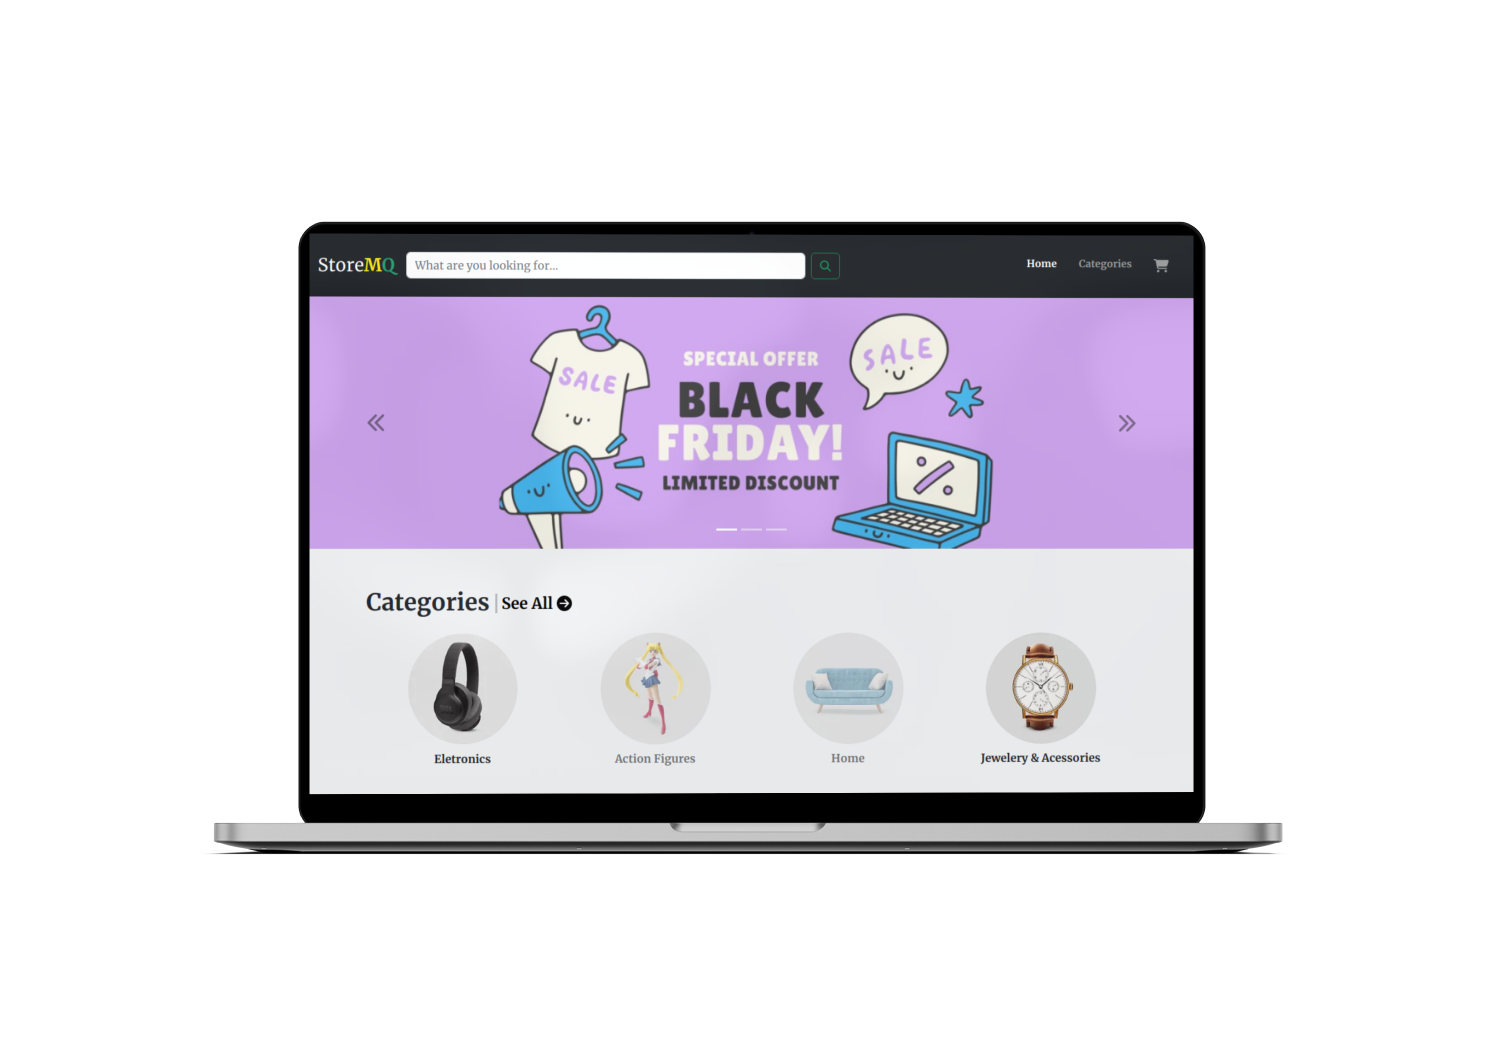 StoreMQ
What are you looking for...
Home
Categories
SALE
SPECIAL OFFER
BLACK
FRIDAY!
LIMITED DISCOUNT
SALE
%
Categories | See All
Eletronics
Action Figures
Home
Jewelery & Acessories